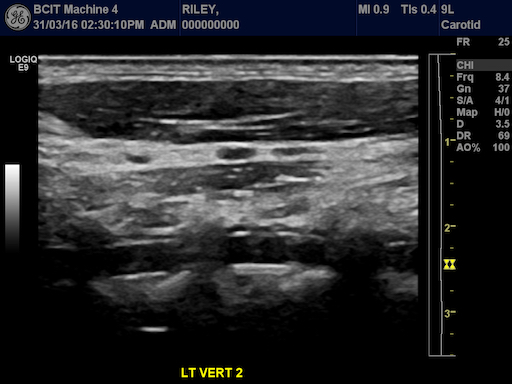 BCIT Machine 4
RILEY,
MI 0.9 TIs 0.4 9L
31/03/16 02:30:10PM ADM
000000000
Carotid
LOGIQ
E9
FR 25
CHI
Frq 8.4
Gn 37
S/A 4/1
Map H/0
D 3.5
DR 69
AO% 100
1
2
3
LT VERT 2